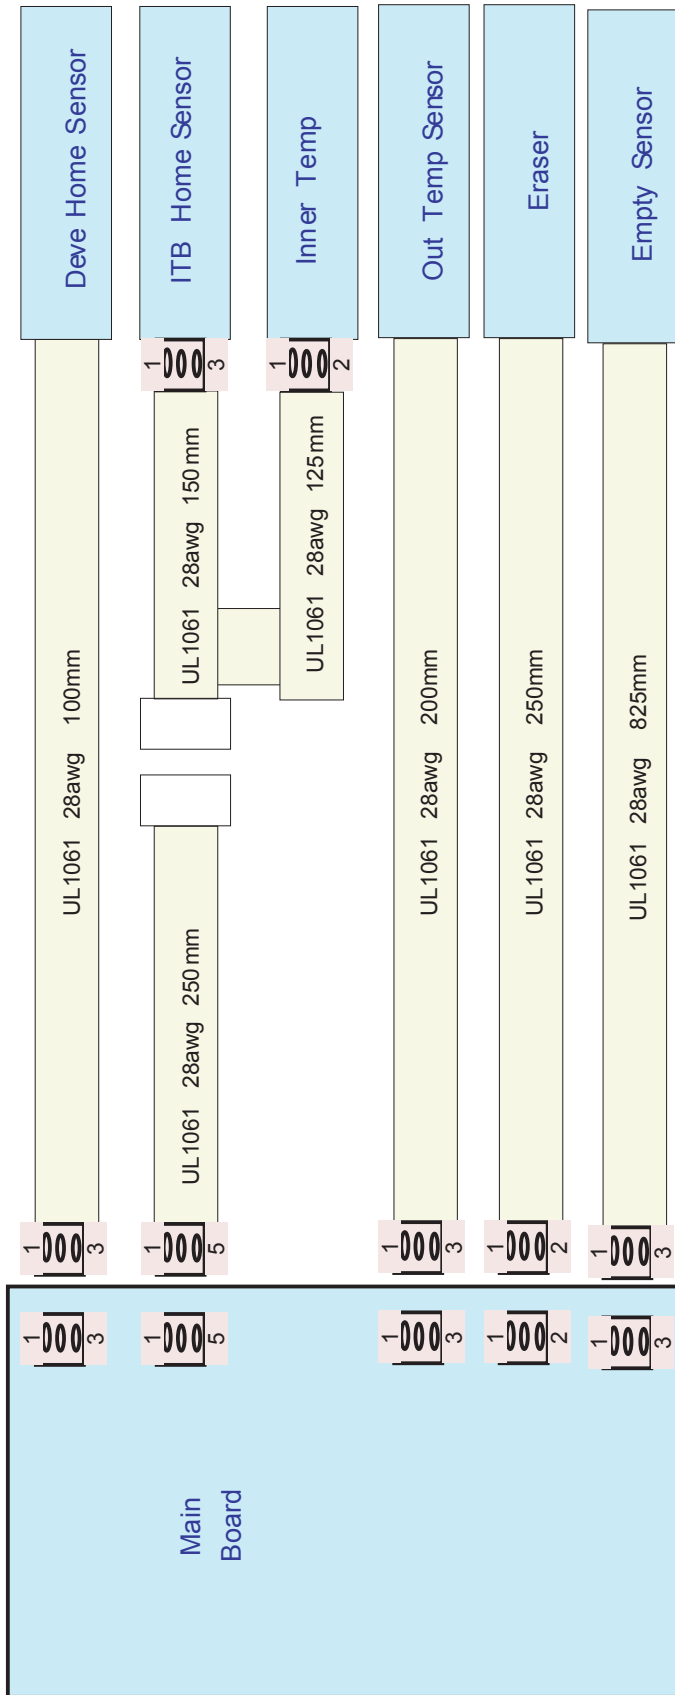 Deve Home Sensor
UL1061 28awg 100mm
1
3
1
3
ITB Home Sensor
1
3
UL1061 28awg 150mm
UL1061 28awg 250mm
1
5
1
5
Inner Temp
1
2
UL1061 28awg 125mm
Out Temp Sensor
UL1061 28awg 200mm
1
3
1
3
Eraser
UL1061 28awg 250mm
1
2
1
2
Empty Sensor
UL1061 28awg 825mm
1
3
1
3
Main
Board